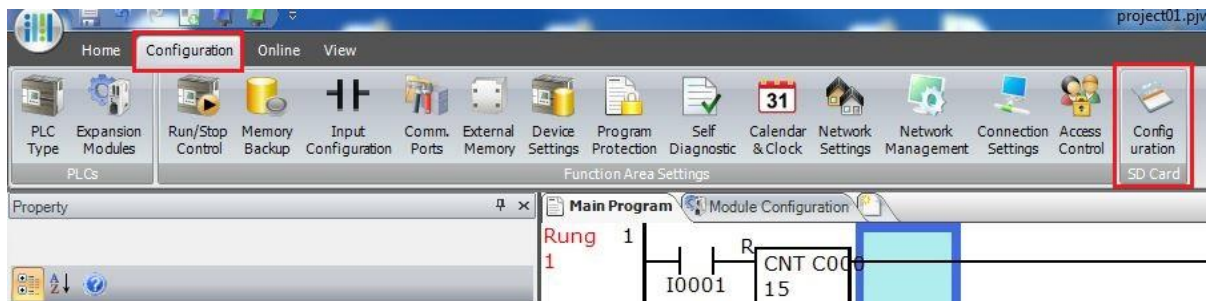 project01.pjw
Home Configuration Online View
PLC Type
Expansion Modules
Run/Stop Control
Memory Backup
Input Configuration
Comm. Ports
External Memory
Device Settings
Program Protection
Self Diagnostic
31
Calendar & Clock
Network Settings
Network Management
Connection Settings
Access Control
Config uration
PLCs
Function Area Settings
SD Card
Property
Main Program
Module Configuration
Rung 1
1
R
CNT C000
I0001
15